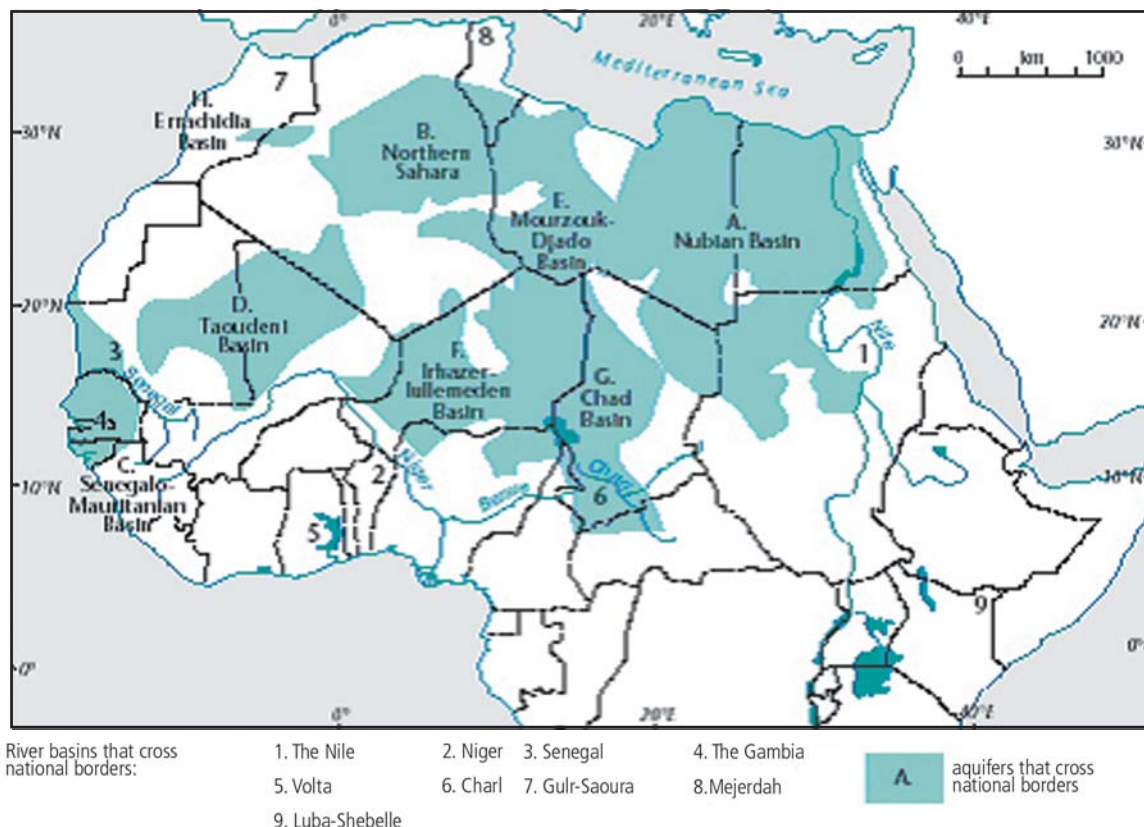 0°
20°E
40°E
0 km 1000
8
7
Mediterranean Sea
H.
Errachidia
Basin
30°N
30°N
B.
Northern
Sahara
E.
Mourzouk-
Djado
Basin
A.
Nubian Basin
20°N
20°N
D.
Taoudeni
Basin
Nile
1
3
Senegal
F.
Irhazer-
Iullemeden
Basin
G.
Chad
Basin
4
C.
Senegalo-
Mauritanian
Basin
10°N
10°N
2
Niger
Benue
Chari
6
5
9
0°
0°
0°
20°E
40°E
River basins that cross
national borders:
1. The Nile
2. Niger
3. Senegal
4. The Gambia
5. Volta
6. Charl
7. Gulr-Saoura
8.Mejerdah
9. Luba-Shebelle
A.
aquifers that cross
national borders